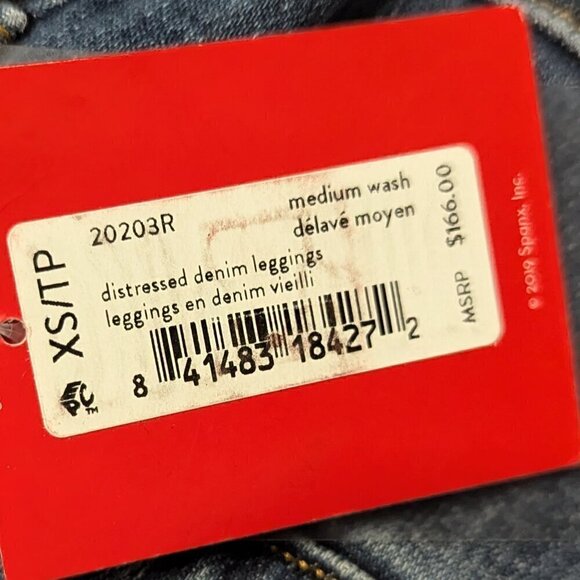 XS/TP
20203R
medium wash
délavé moyen
distressed denim leggings
leggings en denim vieilli
8 41483 18427 2
EPC™
MSRP $166.00
© 2019 Spanx, Inc.